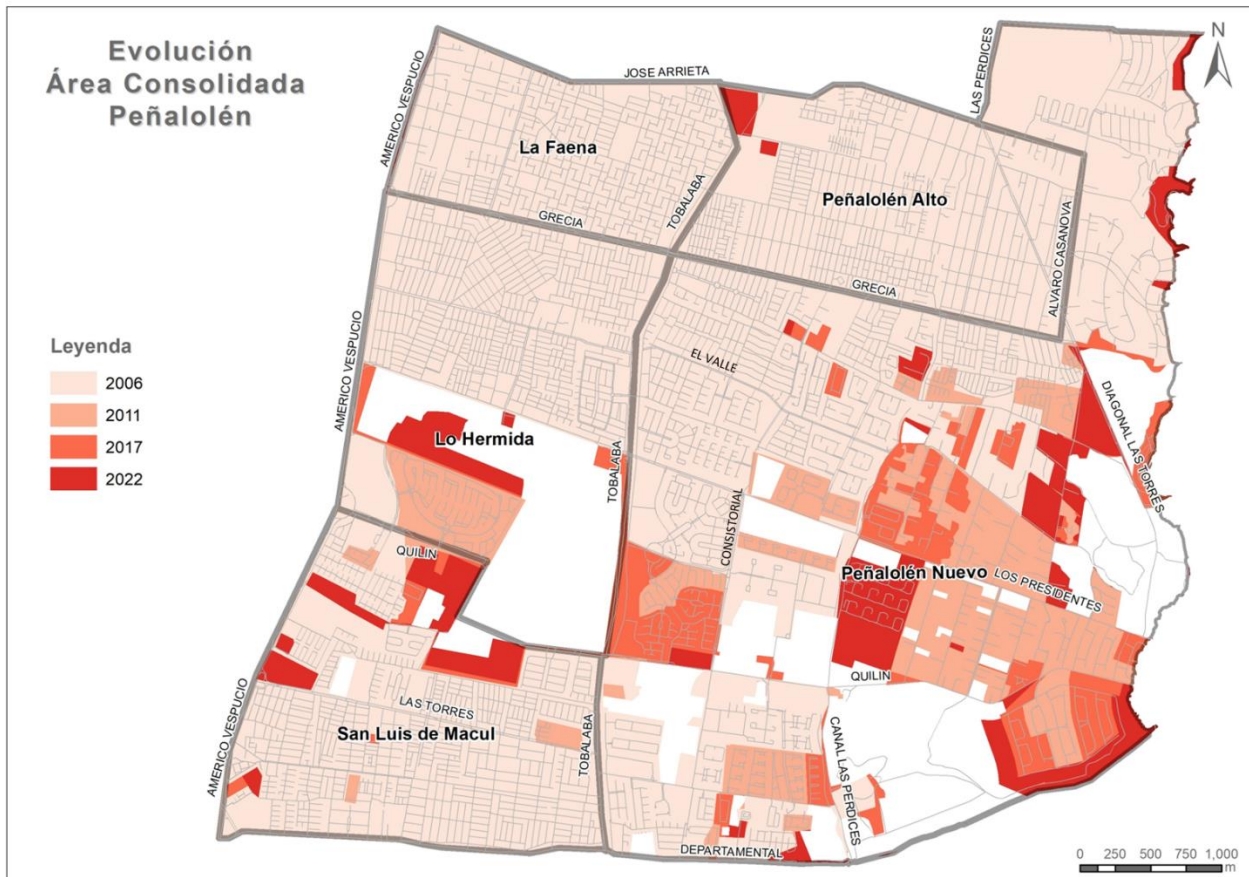 Evolución
Área Consolidada
Peñalolén
N
JOSE ARRIETA
LAS PERDICES
AMERICO VESPUCIO
La Faena
TOBALABA
Peñalolén Alto
GRECIA
ALVARO CASANOVA
GRECIA
AMERICO VESPUCIO
EL VALLE
Leyenda
2006
2011
2017
2022
DIAGONAL LAS TORRES
Lo Hermida
TOBALABA
CONSISTORIAL
QUILIN
Peñalolén Nuevo
LOS PRESIDENTES
QUILIN
AMERICO VESPUCIO
LAS TORRES
San Luis de Macul
TOBALABA
CANAL LAS PERDICES
DEPARTAMENTAL
0 250 500 750 1,000
m